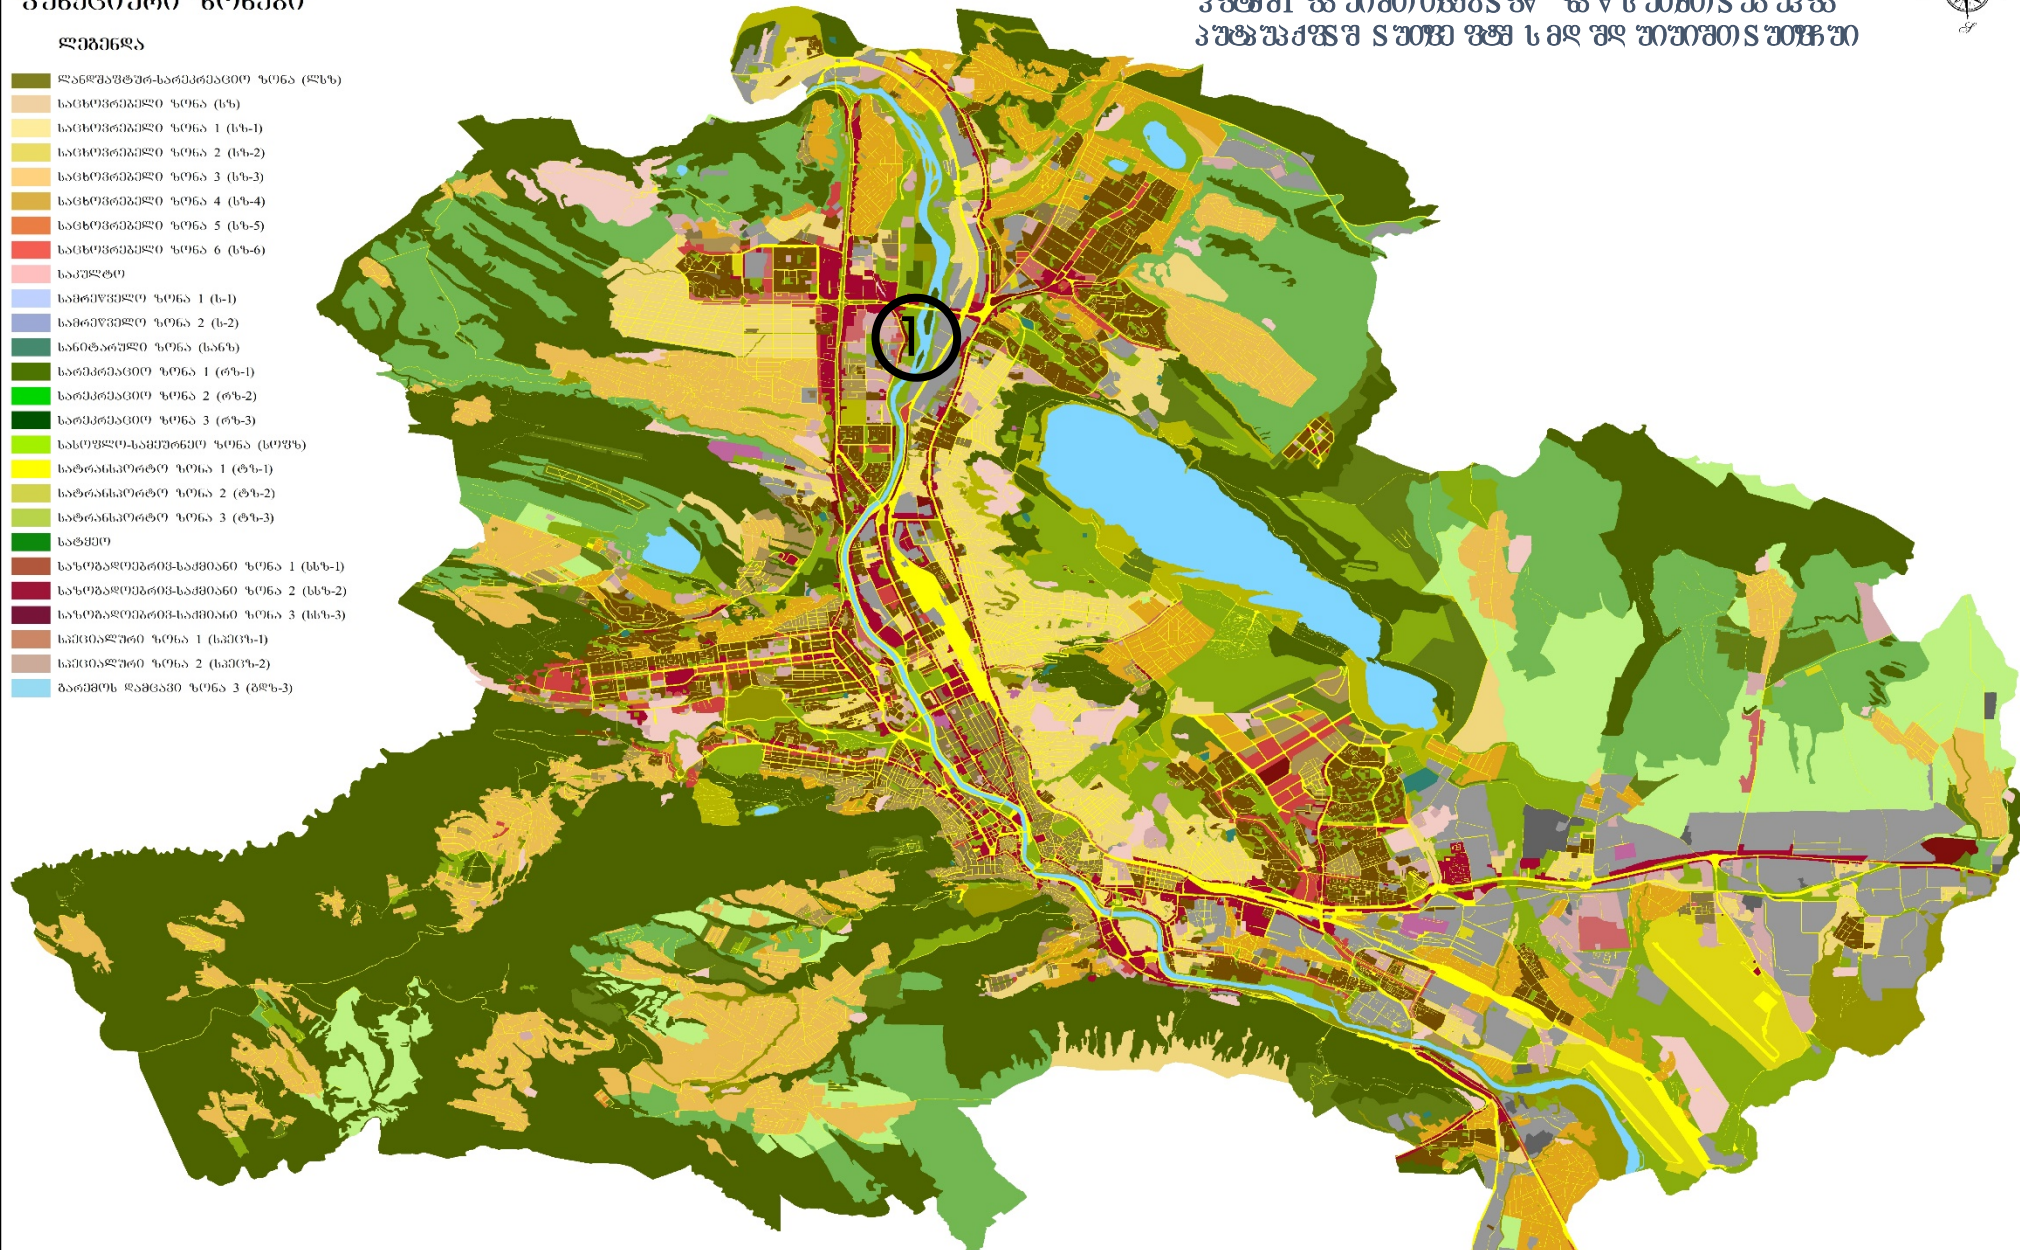 ფუნქციური ზონები
ლეგენდა
ლანდშაფტურ-სარეკრეაციო ზონა (ლსზ)
საცხოვრებელი ზონა (სზ)
საცხოვრებელი ზონა 1 (სზ-1)
საცხოვრებელი ზონა 2 (სზ-2)
საცხოვრებელი ზონა 3 (სზ-3)
საცხოვრებელი ზონა 4 (სზ-4)
საცხოვრებელი ზონა 5 (სზ-5)
საცხოვრებელი ზონა 6 (სზ-6)
საკულტო
სამრეწველო ზონა 1 (ს-1)
სამრეწველო ზონა 2 (ს-2)
სანიტარული ზონა (სანზ)
სარეკრეაციო ზონა 1 (რზ-1)
სარეკრეაციო ზონა 2 (რზ-2)
სარეკრეაციო ზონა 3 (რზ-3)
სასოფლო-სამეურნეო ზონა (სოფზ)
სატრანსპორტო ზონა 1 (ტზ-1)
სატრანსპორტო ზონა 2 (ტზ-2)
სატრანსპორტო ზონა 3 (ტზ-3)
სატყეო
საზოგადოებრივ-საქმიანი ზონა 1 (სსზ-1)
საზოგადოებრივ-საქმიანი ზონა 2 (სსზ-2)
საზოგადოებრივ-საქმიანი ზონა 3 (სსზ-3)
სპეციალური ზონა 1 (სპეცზ-1)
სპეციალური ზონა 2 (სპეცზ-2)
გარემოს დამცავი ზონა 3 (გდზ-3)
1